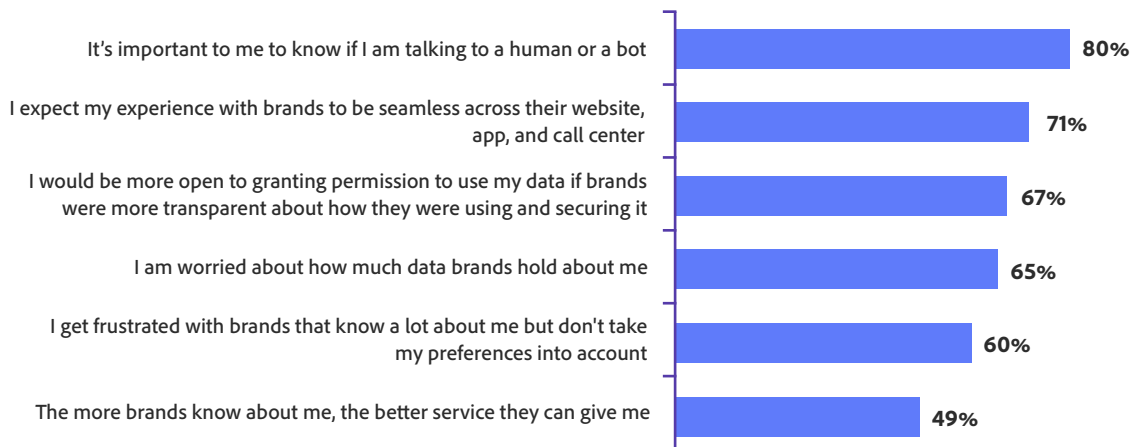 It’s important to me to know if I am talking to a human or a bot
80%
I expect my experience with brands to be seamless across their website,
app, and call center
71%
I would be more open to granting permission to use my data if brands
were more transparent about how they were using and securing it
67%
I am worried about how much data brands hold about me
65%
I get frustrated with brands that know a lot about me but don't take
my preferences into account
60%
The more brands know about me, the better service they can give me
49%